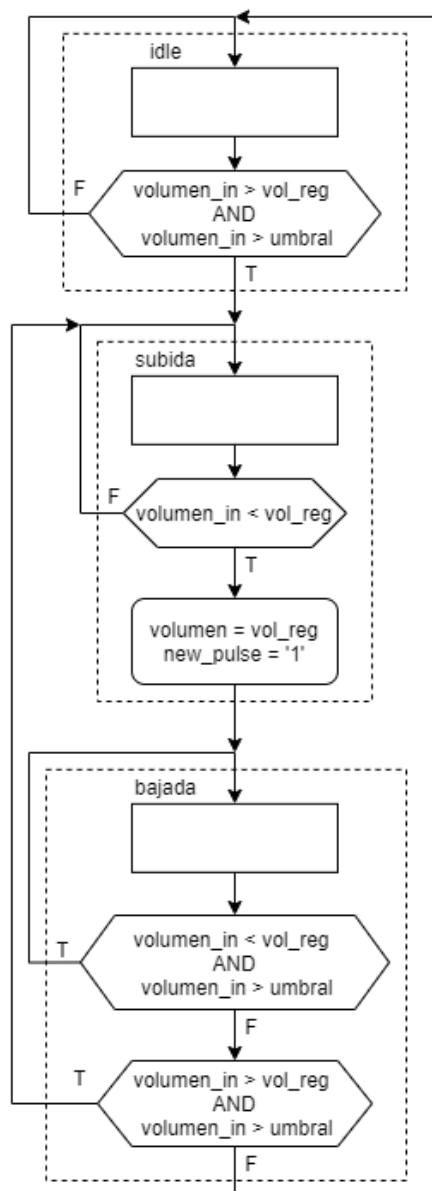 idle
F
volumen_in > vol_reg
AND
volumen_in > umbral
T
subida
F
volumen_in < vol_reg
T
volumen = vol_reg
new_pulse = '1'
bajada
volumen_in < vol_reg
AND
T
volumen_in > umbral
F
T
volumen_in > vol_reg
AND
volumen_in > umbral
F